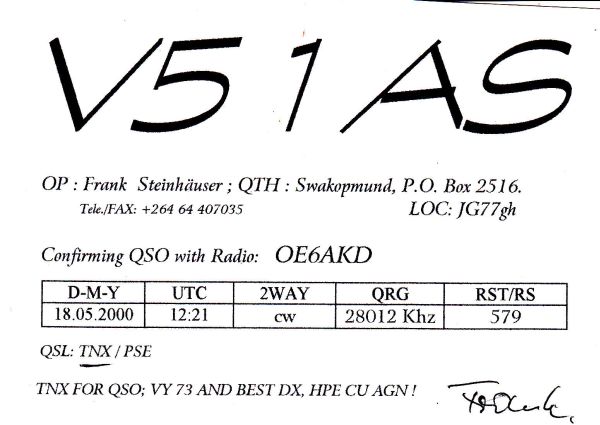 V51AS
OP : Frank Steinhäuser ; QTH : Swakopmund, P.O. Box 2516.
Tele./FAX: +264 64 407035 LOC: JG77gh
Confirming QSO with Radio: OE6AKD
D-M-Y UTC 2WAY QRG RST/RS
18.05.2000 12:21 cw 28012 Khz 579
QSL: TNX / PSE
TNX FOR QSO; VY 73 AND BEST DX, HPE CU AGN !
Frank